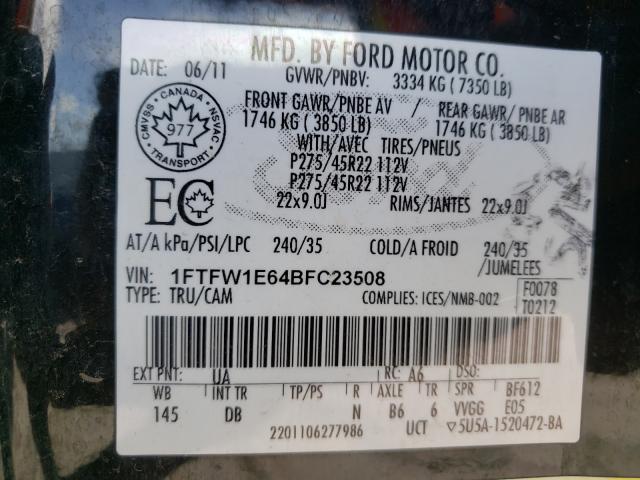 MFD. BY FORD MOTOR CO.
DATE: 06/11
GVWR/PNBV: 3334 KG ( 7350 LB)
FRONT GAWR/PNBE AV / REAR GAWR/ PNBE AR
1746 KG ( 3850 LB) 1746 KG ( 3850 LB)
WITH/AVEC TIRES/PNEUS
P275/45R22 112V
P275/45R22 112V
22x9.0J RIMS/JANTES 22x9.0J
CMVSS • CANADA • NSVAC
977
TRANSPORT
EC
AT/A kPa/PSI/LPC 240/35 COLD/A FROID 240/35
/JUMELEES
VIN: 1FTFW1E64BFC23508
F0078
TYPE: TRU/CAM COMPLIES: ICES/NMB-002
T0212
EXT PNT: UA RC: A6 DSO:
WB INT TR TP/PS R AXLE TR SPR BF612
145 DB N B6 6 VVGG E05
2201106277986 UCT ▽5U5A-1520472-BA